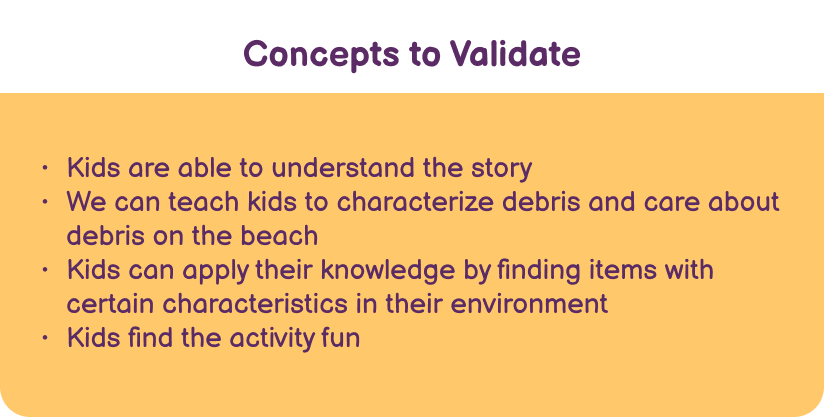 Concepts to Validate
• Kids are able to understand the story
• We can teach kids to characterize debris and care about
debris on the beach
• Kids can apply their knowledge by finding items with
certain characteristics in their environment
• Kids find the activity fun